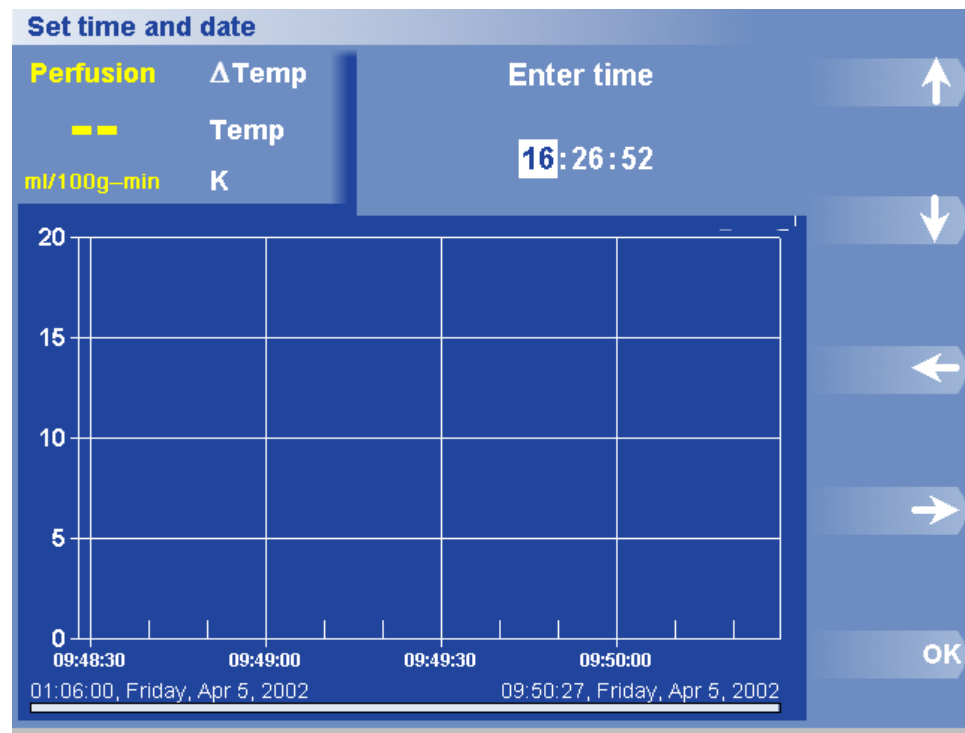 Set time and date
Perfusion ΔTemp
-- Temp
ml/100g–min K
Enter time
16:26:52
20
15
10
5
0
09:48:30 09:49:00 09:49:30 09:50:00
01:06:00, Friday, Apr 5, 2002 09:50:27, Friday, Apr 5, 2002
OK